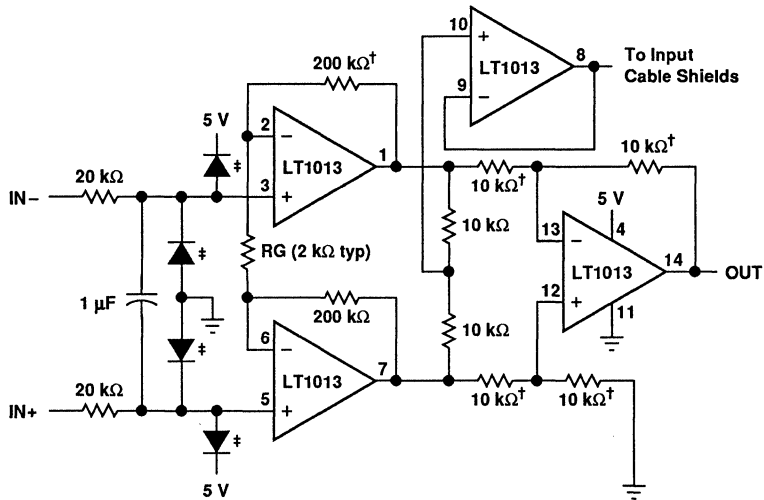 10
+
LT1013
8
9
−
To Input
Cable Shields
200 kΩ†
5 V
‡
2
−
LT1013
1
3
+
20 kΩ
IN−
10 kΩ†
10 kΩ†
10 kΩ
5 V
4
13
−
LT1013
14
OUT
12
+
11
‡
RG (2 kΩ typ)
1 μF
‡
200 kΩ
10 kΩ
6
−
LT1013
7
5
+
20 kΩ
IN+
10 kΩ†
10 kΩ†
‡
5 V